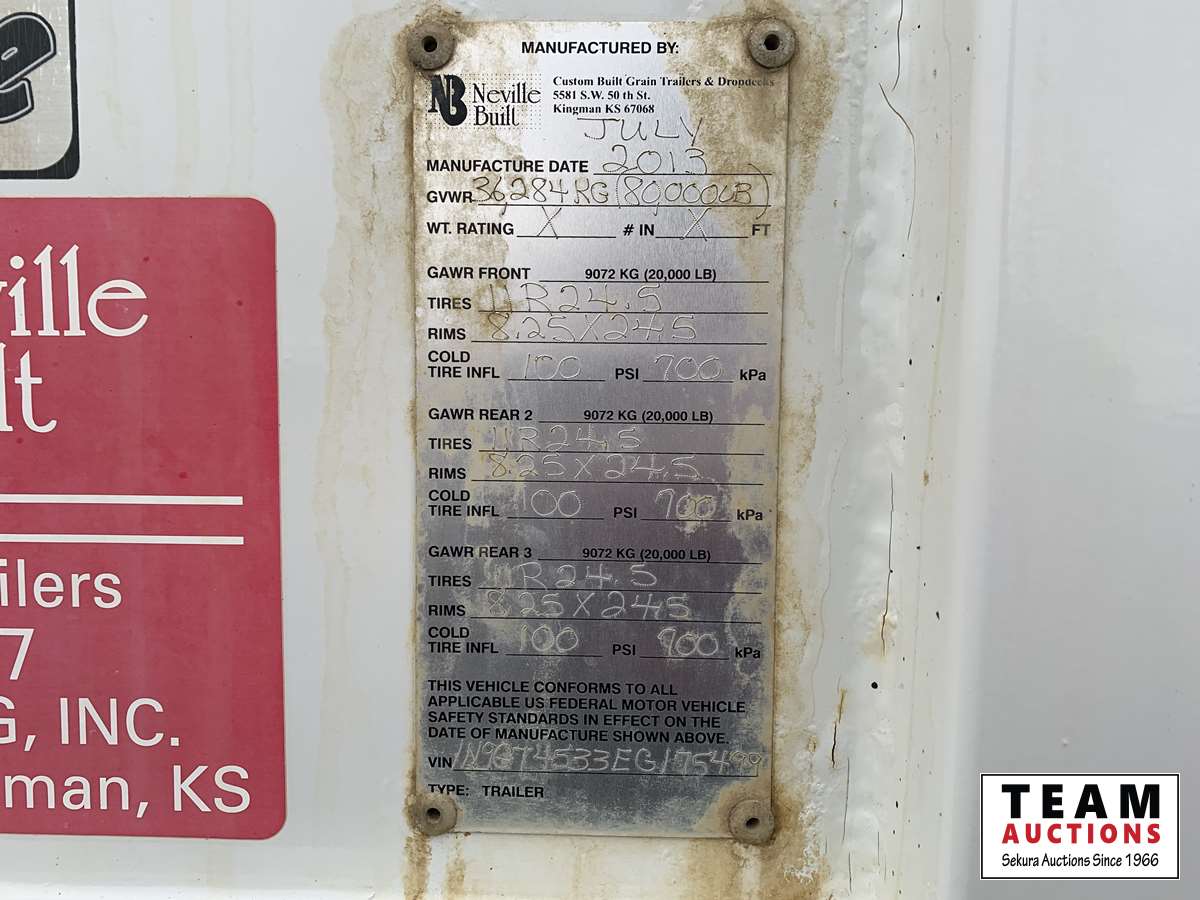 e
MANUFACTURED BY:
NB Neville Built
Custom Built Grain Trailers & Dropdecks
5581 S.W. 50 th St.
Kingman KS 67068
JULY
MANUFACTURE DATE 2013
GVWR 36,284 KG (80,000 LB)
WT. RATING X # IN X FT
GAWR FRONT 9072 KG (20,000 LB)
TIRES 11R24.5
RIMS 8.25X24.5
COLD
TIRE INFL 100 PSI 700 kPa
GAWR REAR 2 9072 KG (20,000 LB)
TIRES 11R24.5
RIMS 8.25X24.5
COLD
TIRE INFL 100 PSI 700 kPa
GAWR REAR 3 9072 KG (20,000 LB)
TIRES 11R24.5
RIMS 8.25X24.5
COLD
TIRE INFL 100 PSI 700 kPa
THIS VEHICLE CONFORMS TO ALL
APPLICABLE US FEDERAL MOTOR VEHICLE
SAFETY STANDARDS IN EFFECT ON THE
DATE OF MANUFACTURE SHOWN ABOVE.
VIN
TYPE: TRAILER
ville
lt
ilers
7
G, INC.
man, KS
TEAM
AUCTIONS
Sekura Auctions Since 1966